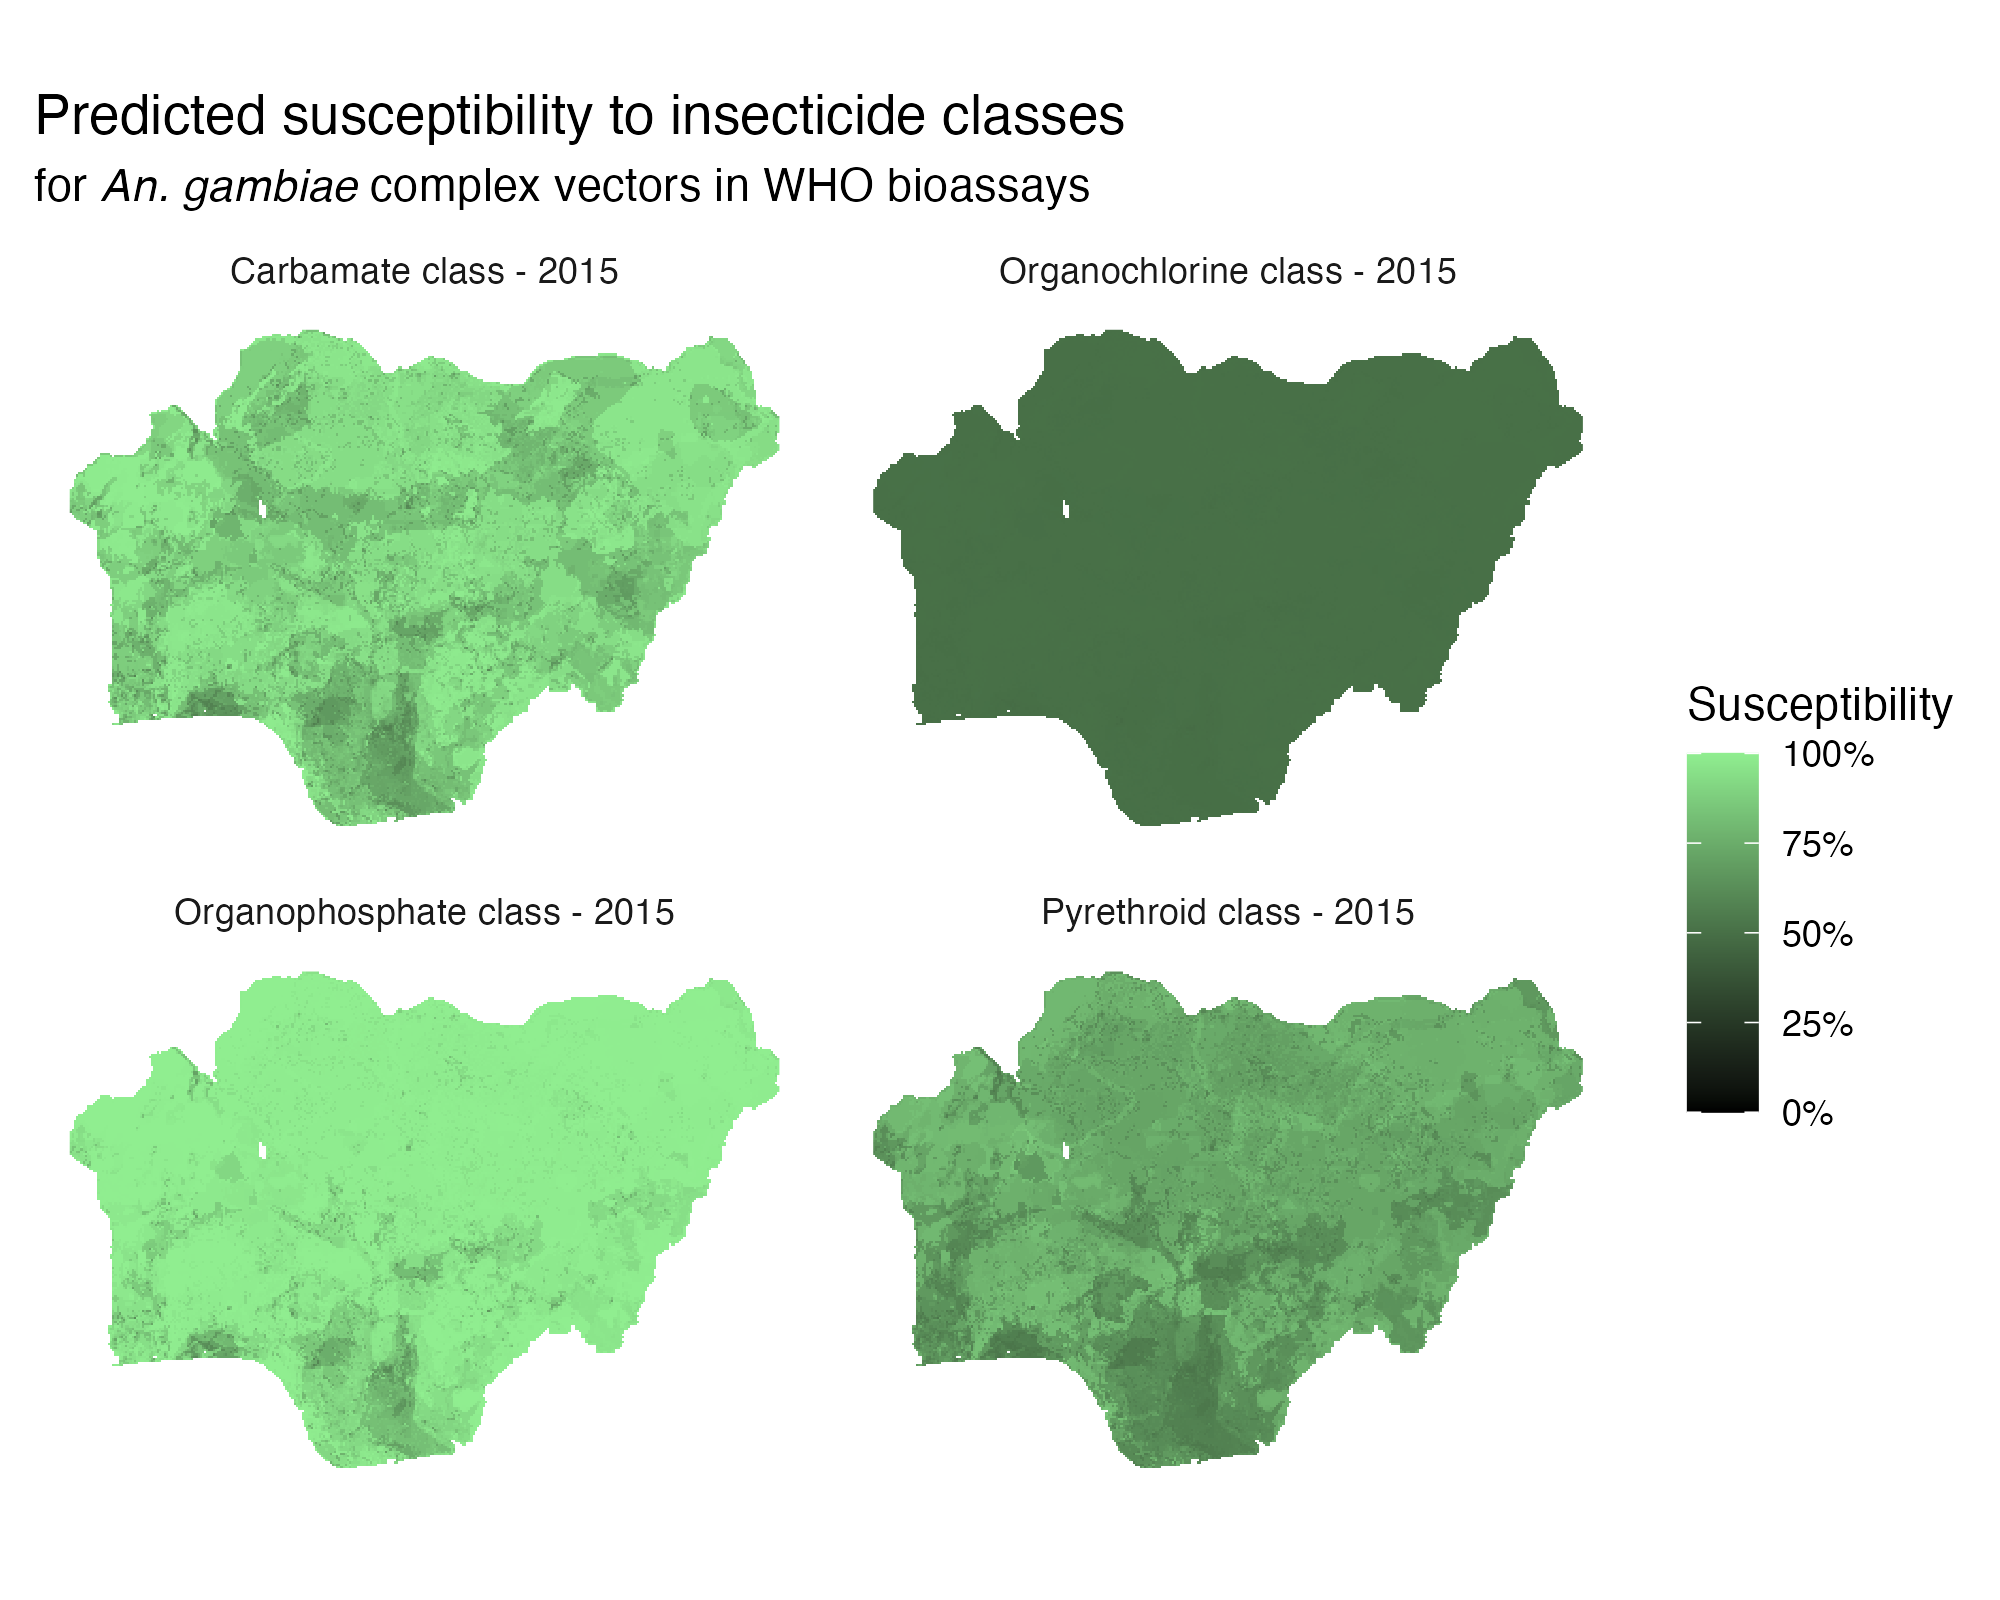 Predicted susceptibility to insecticide classes
for An. gambiae complex vectors in WHO bioassays
Carbamate class - 2015
Organochlorine class - 2015
Organophosphate class - 2015
Pyrethroid class - 2015
Susceptibility
100%
75%
50%
25%
0%